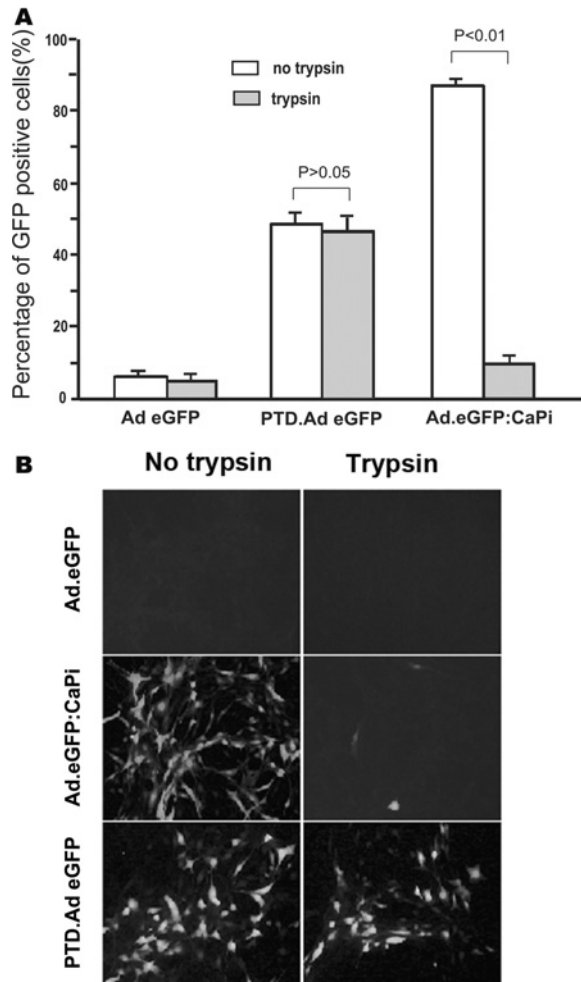 A
Percentage of GFP positive cells(%)
100
80
60
40
20
0
no trypsin
trypsin
P>0.05
P<0.01
Ad eGFP
PTD.Ad eGFP
Ad.eGFP:CaPi
B
No trypsin
Trypsin
Ad.eGFP
Ad.eGFP:CaPi
PTD.Ad eGFP